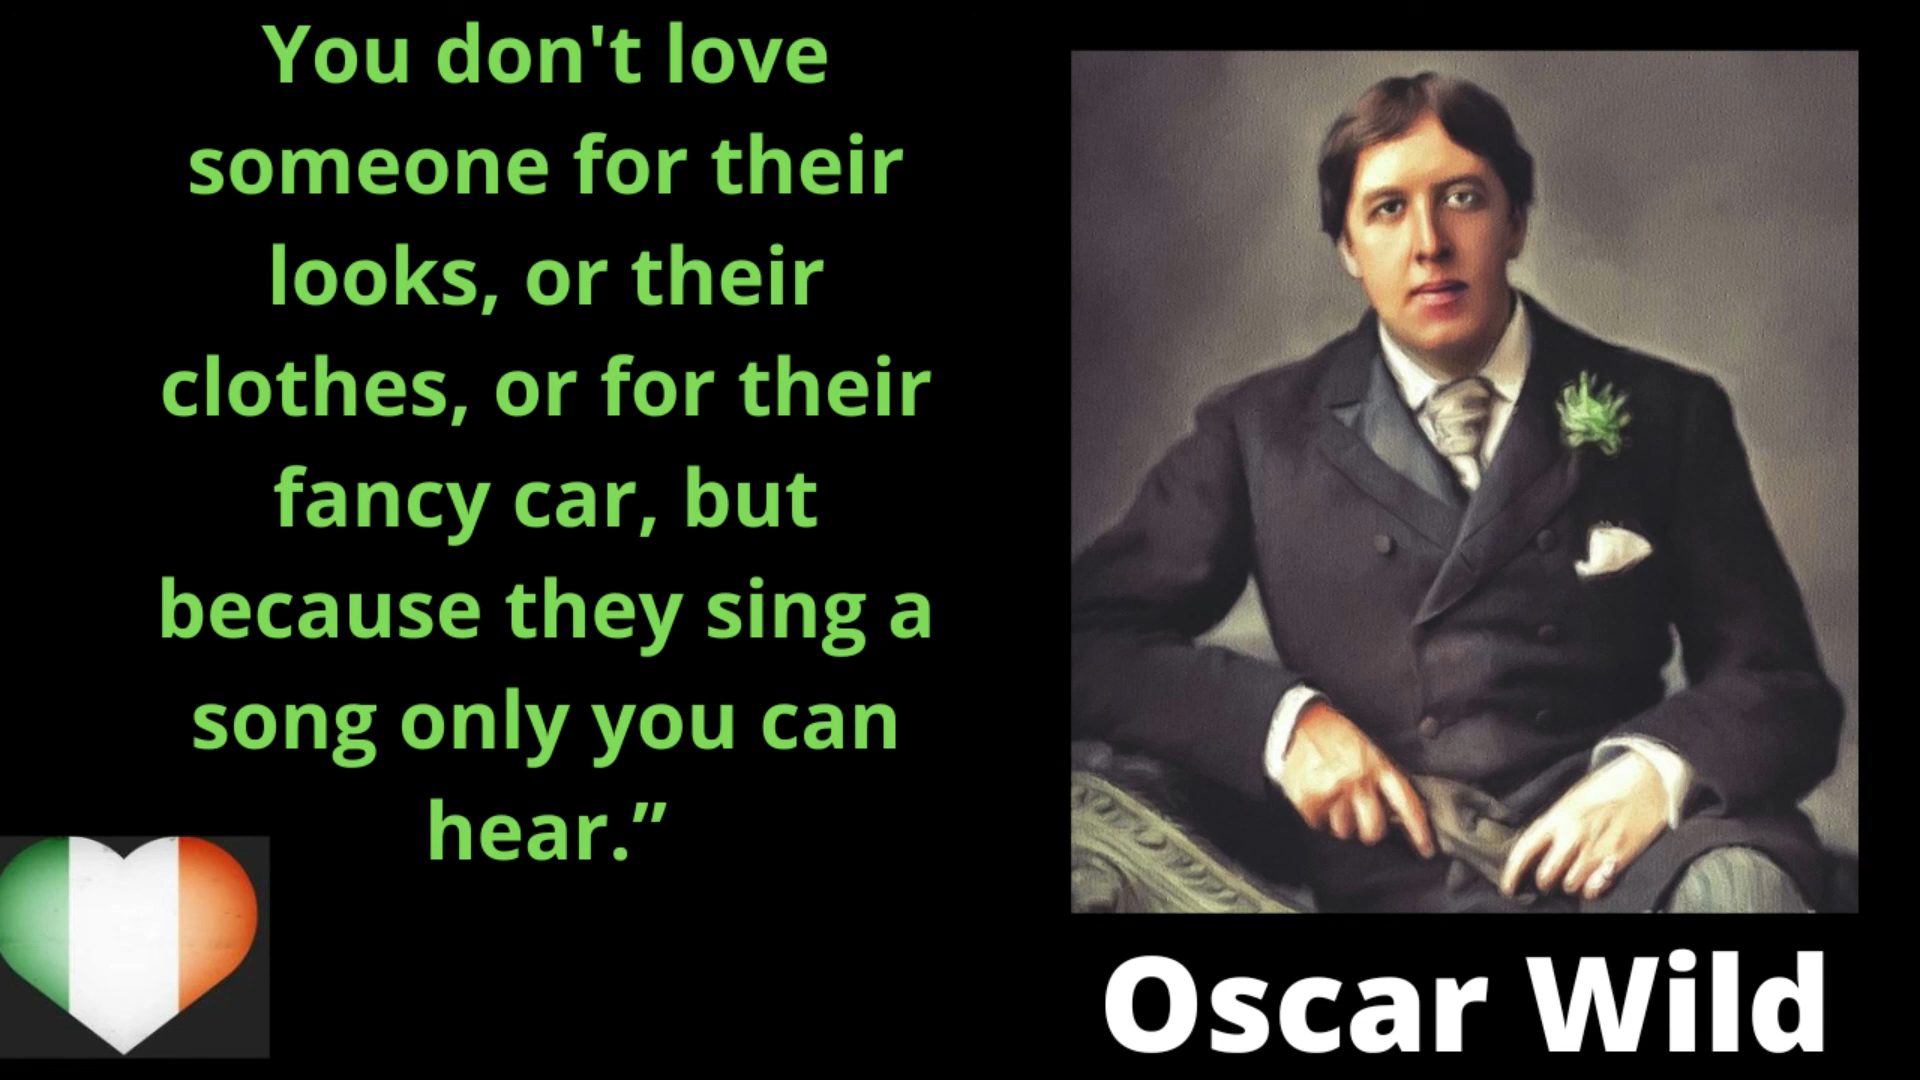 You don't love
someone for their
looks, or their
clothes, or for their
fancy car, but
because they sing a
song only you can
hear.”
Oscar Wild